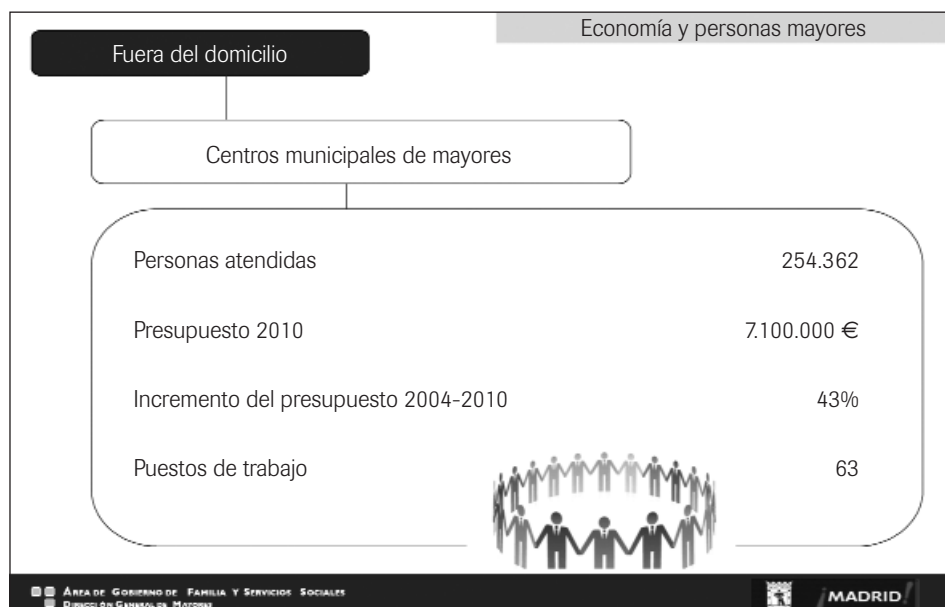 Economía y personas mayores
Fuera del domicilio
Centros municipales de mayores
Personas atendidas 254.362
Presupuesto 2010 7.100.000 €
Incremento del presupuesto 2004-2010 43%
Puestos de trabajo 63
ÁREA DE GOBIERNO DE FAMILIA Y SERVICIOS SOCIALES
DIRECCIÓN GENERAL DE MAYORES
¡MADRID!